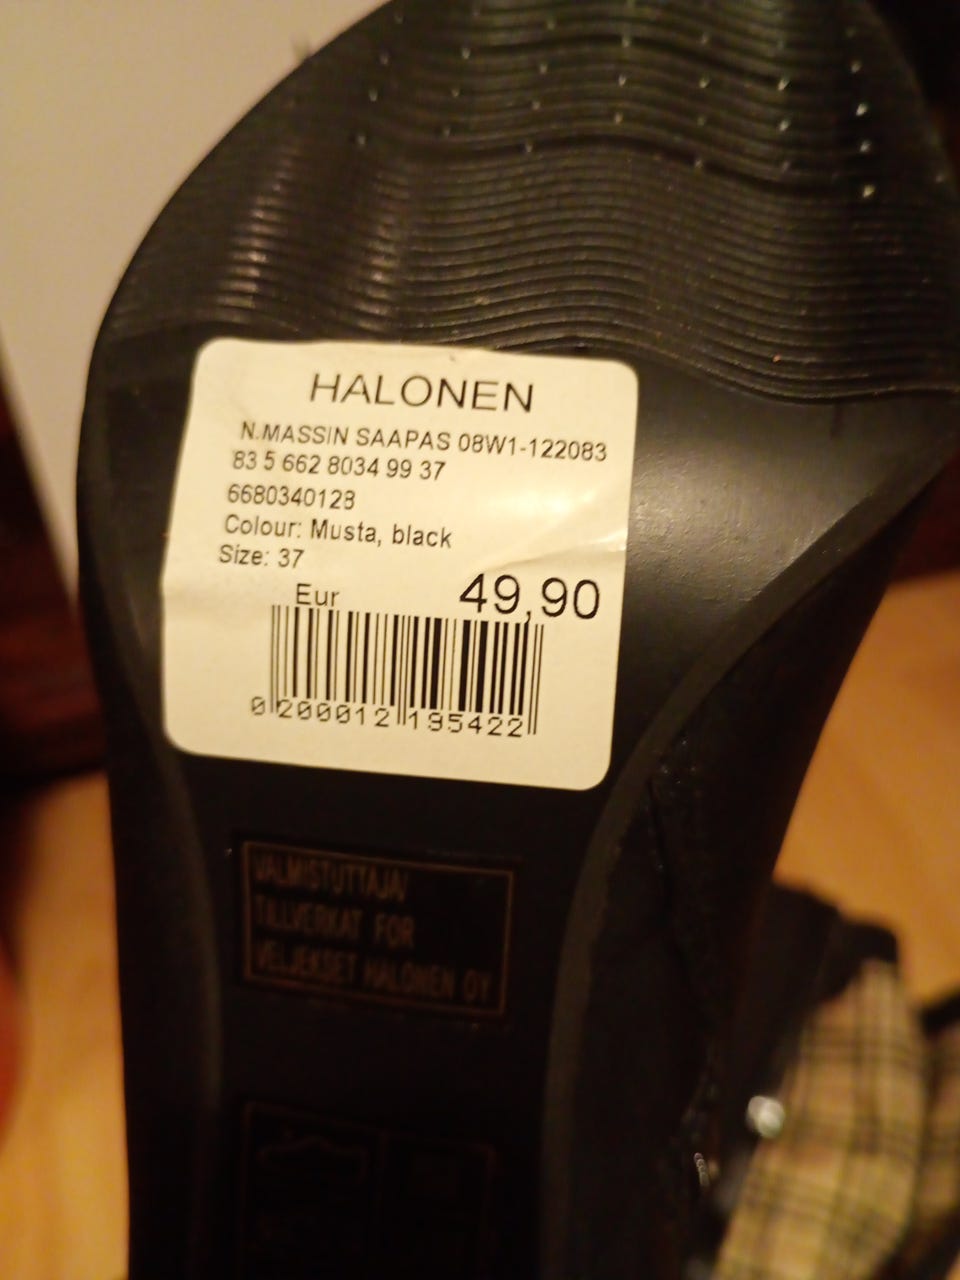 HALONEN
N.MASSIN SAAPAS 08W1-122083
83 5 662 8034 99 37
6680340128
Colour: Musta, black
Size: 37
Eur 49,90
0 200012 195422
VALMISTUTTAJA/
TILLVERKAT FÖR
VELJEKSET HALONEN OY